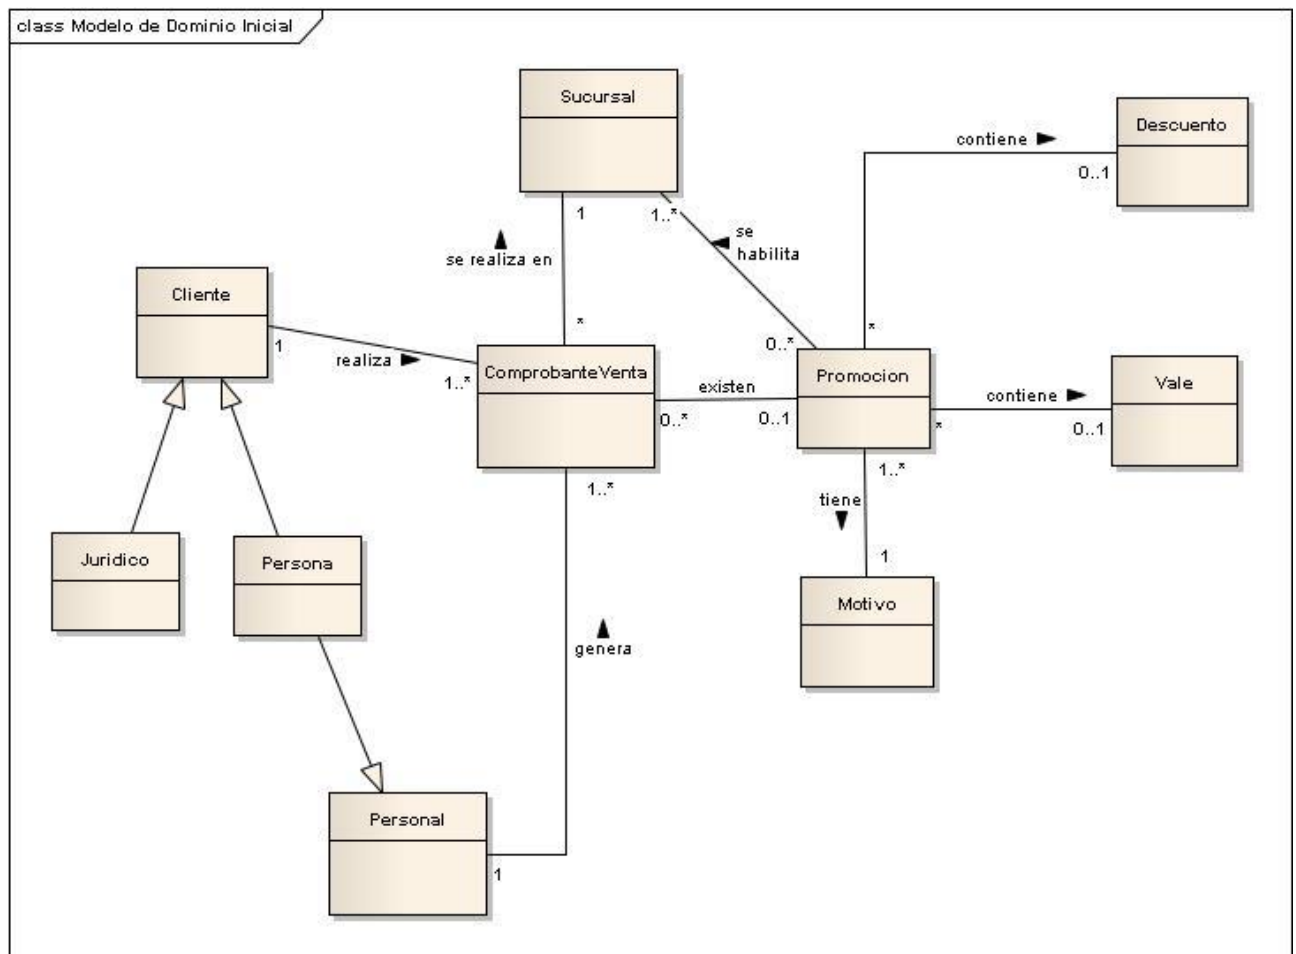 class Modelo de Dominio Inicial
Sucursal
Descuento
contiene
0..1
1
1..*
se
habilita
se realiza en
Cliente
1
realiza
1..*
*
0..*
*
ComprobanteVenta
existen
0..*
0..1
Promocion
contiene
*
0..1
Vale
1..*
1..*
tiene
1
Motivo
Juridico
Persona
genera
Personal
1